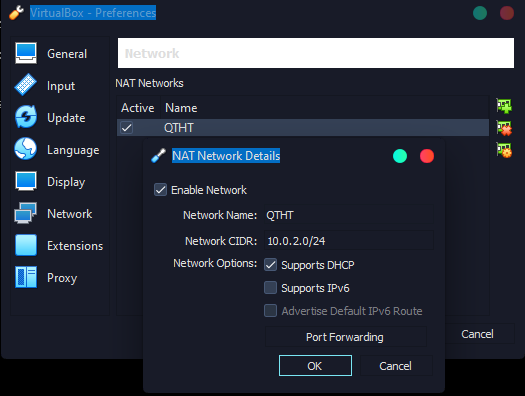 VirtualBox - Preferences
General
Input
Update
Language
Display
Network
Extensions
Proxy
Network
NAT Networks
Active Name
QTHT
NAT Network Details
Enable Network
Network Name: QTHT
Network CIDR: 10.0.2.0/24
Network Options: Supports DHCP
Supports IPv6
Advertise Default IPv6 Route
Port Forwarding
OK Cancel
Cancel